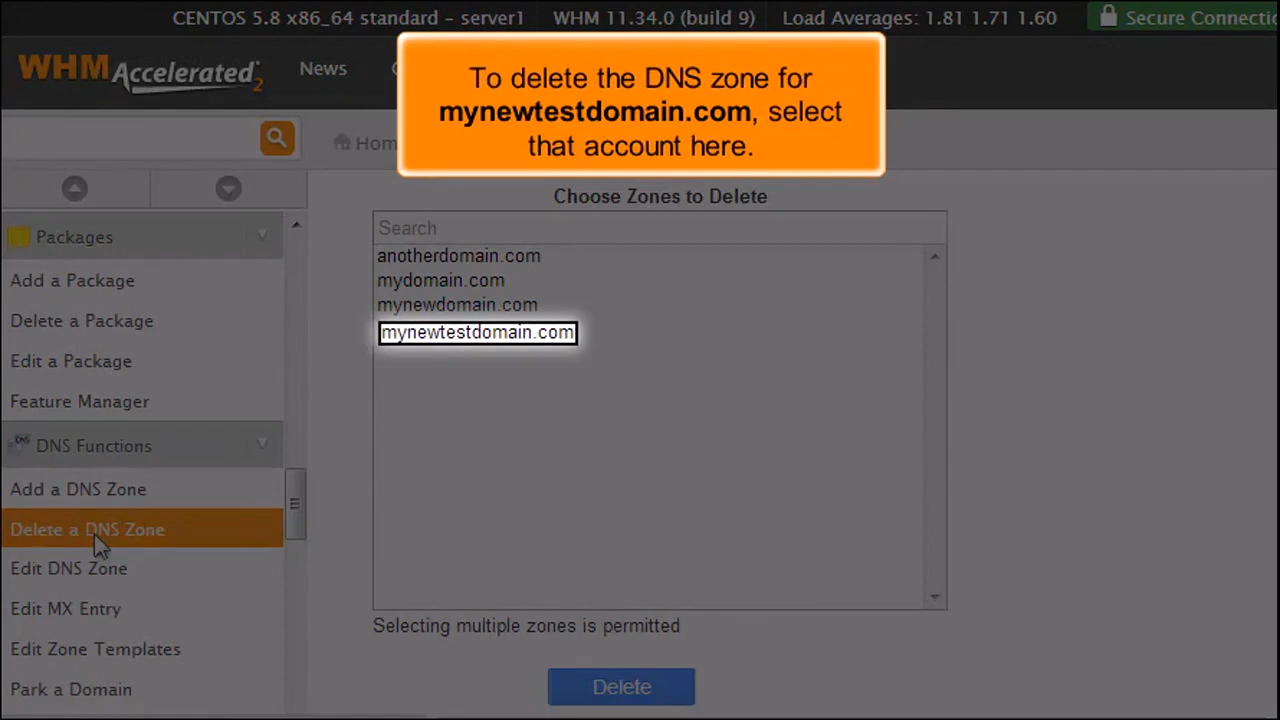 CENTOS 5.8 x86_64 standard – server1 WHM 11.34.0 (build 9) Load Averages: 1.81 1.71 1.60 Secure Connectio
WHM Accelerated2 News
To delete the DNS zone for
mynewtestdomain.com, select
that account here.
Hom
Choose Zones to Delete
Search
anotherdomain.com
mydomain.com
mynewdomain.com
mynewtestdomain.com
Selecting multiple zones is permitted
Delete
Packages
Add a Package
Delete a Package
Edit a Package
Feature Manager
DNS Functions
Add a DNS Zone
Delete a DNS Zone
Edit DNS Zone
Edit MX Entry
Edit Zone Templates
Park a Domain